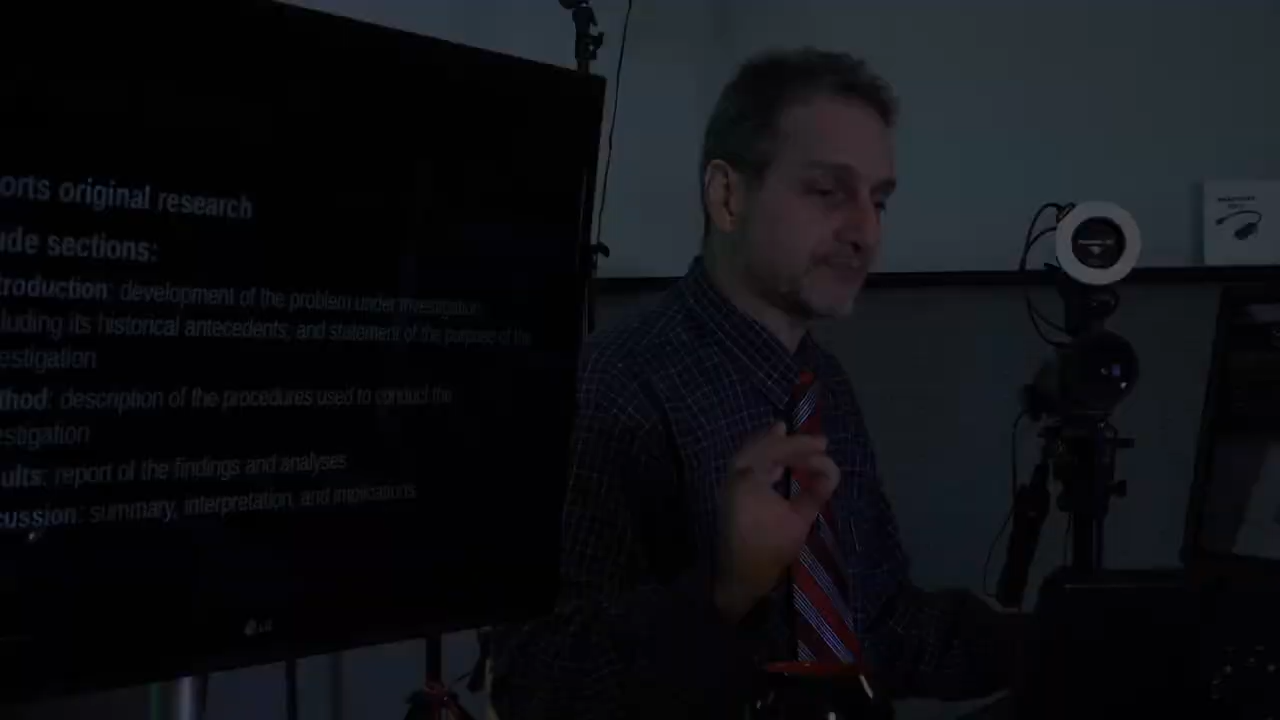 orts original research
ude sections:
troduction: development of the problem under investigation,
luding its historical antecedents, and statement of the purpose of the
estigation
thod: description of the procedures used to conduct the
estigation
ults: report of the findings and analyses
cussion: summary, interpretation, and implications
LG